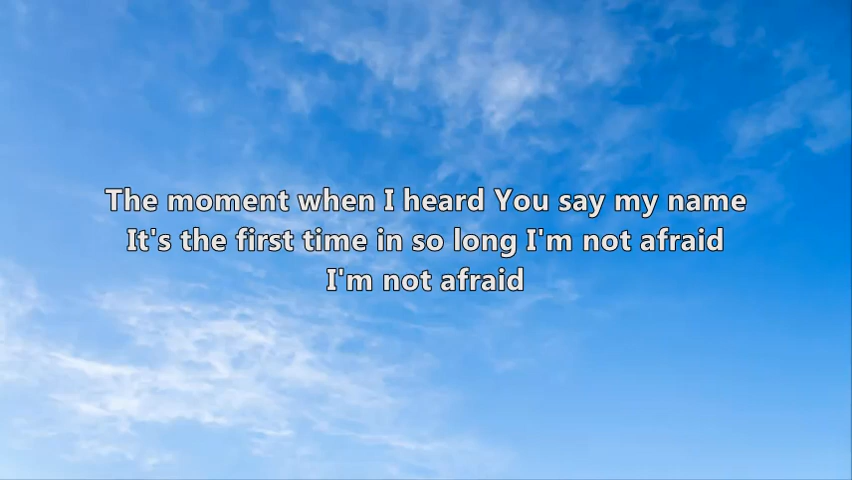 The moment when I heard You say my name
It's the first time in so long I'm not afraid
I'm not afraid